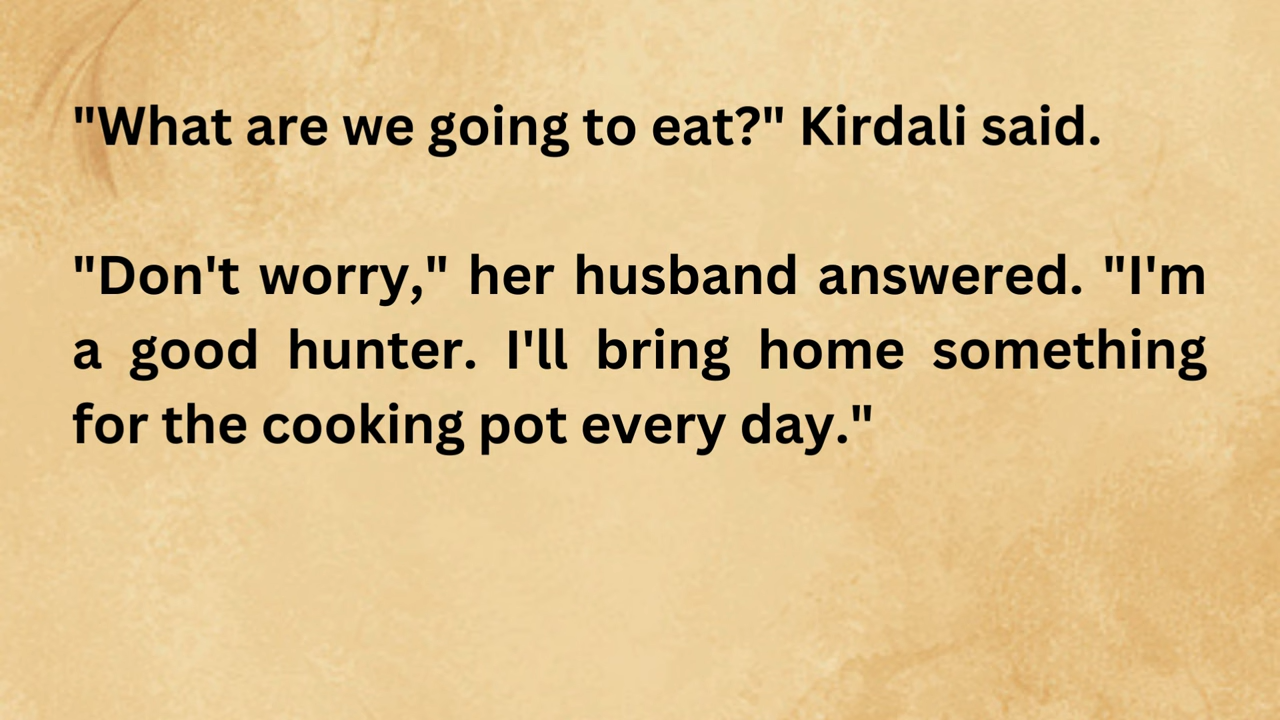 "What are we going to eat?" Kirdali said.
"Don't worry," her husband answered. "I'm
a good hunter. I'll bring home something
for the cooking pot every day."